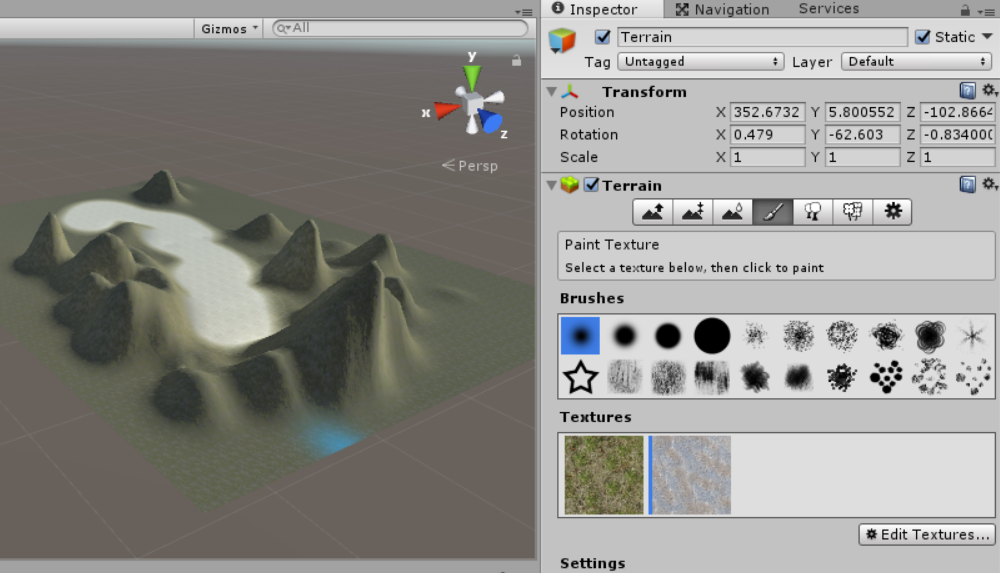 Inspector Navigation Services
Gizmos All
Terrain Static
Tag Untagged Layer Default
Transform
Position X 352.6732 Y 5.800552 Z -102.8664
Rotation X 0.479 Y -62.603 Z -0.834000
Scale X 1 Y 1 Z 1
y
x
z
Persp
Terrain
Paint Texture
Select a texture below, then click to paint
Brushes
Textures
Edit Textures...
Settings